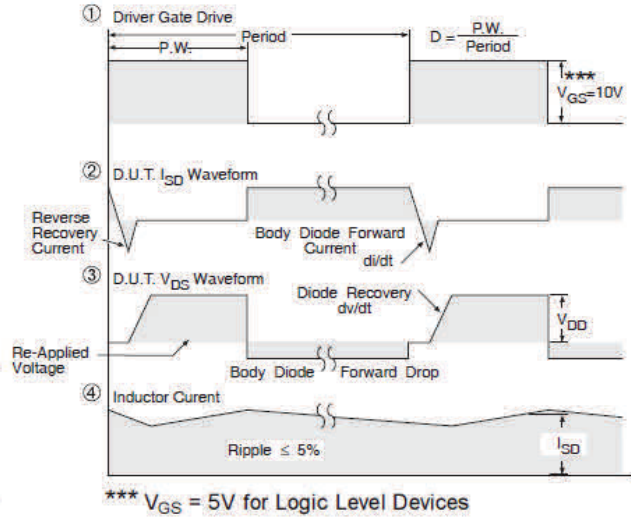 ① Driver Gate Drive
Period
P.W.
D = P.W.
Period
***
VGS=10V
② D.U.T. ISD Waveform
Reverse
Recovery
Current
Body Diode Forward
Current
di/dt
③ D.U.T. VDS Waveform
Diode Recovery
dv/dt
VDD
Re-Applied
Voltage
Body Diode Forward Drop
④ Inductor Curent
Ripple ≤ 5%
ISD
*** VGS = 5V for Logic Level Devices